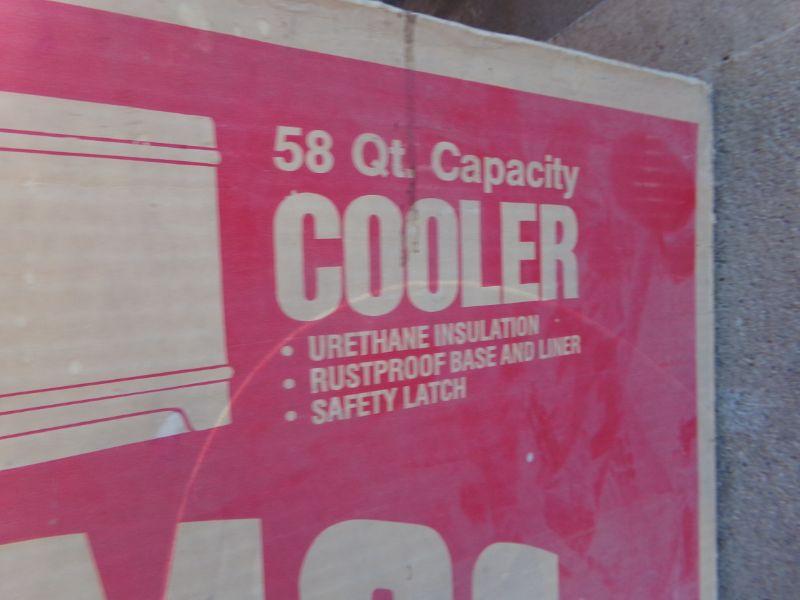 58 Qt. Capacity
COOLER
• URETHANE INSULATION
• RUSTPROOF BASE AND LINER
• SAFETY LATCH